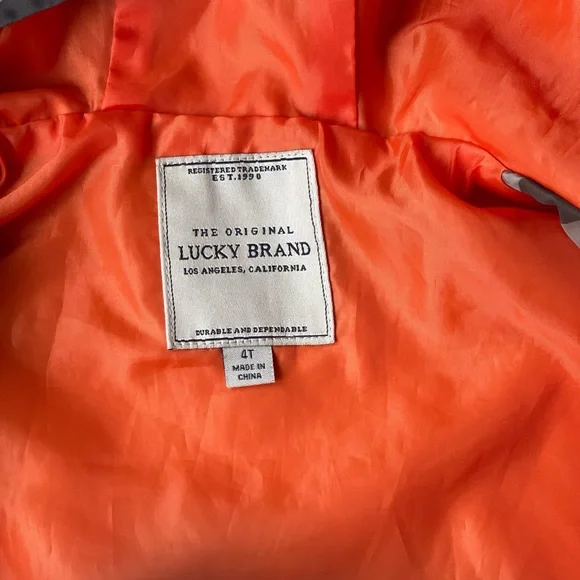 REGISTERED TRADEMARK
EST. 1990
THE ORIGINAL
LUCKY BRAND
LOS ANGELES, CALIFORNIA
DURABLE AND DEPENDABLE
4T
MADE IN
CHINA